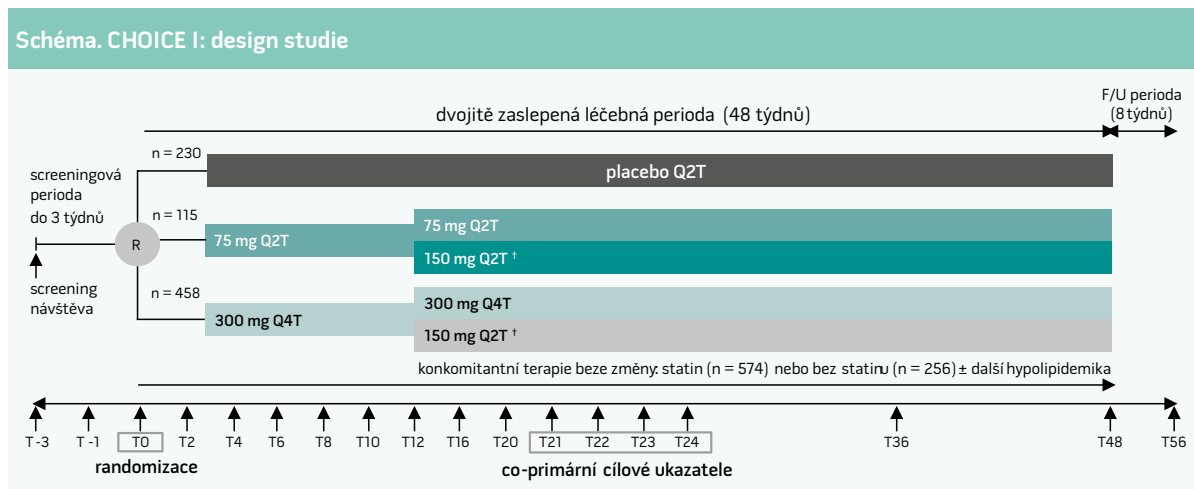 Schéma. CHOICE I: design studie
dvojitě zaslepená léčebná perioda (48 týdnů)
F/U perioda
(8 týdnů)
n = 230
placebo Q2T
screeningová
perioda
do 3 týdnů
n = 115
R
75 mg Q2T
75 mg Q2T
150 mg Q2T †
screening
návštěva
n = 458
300 mg Q4T
300 mg Q4T
150 mg Q2T †
konkomitantní terapie beze změny: statin (n = 574) nebo bez statinu (n = 256) ± další hypolipidemika
T -3 T -1 T0 T2 T4 T6 T8 T10 T12 T16 T20 T21 T22 T23 T24 T36 T48 T56
randomizace
co-primární cílové ukazatele